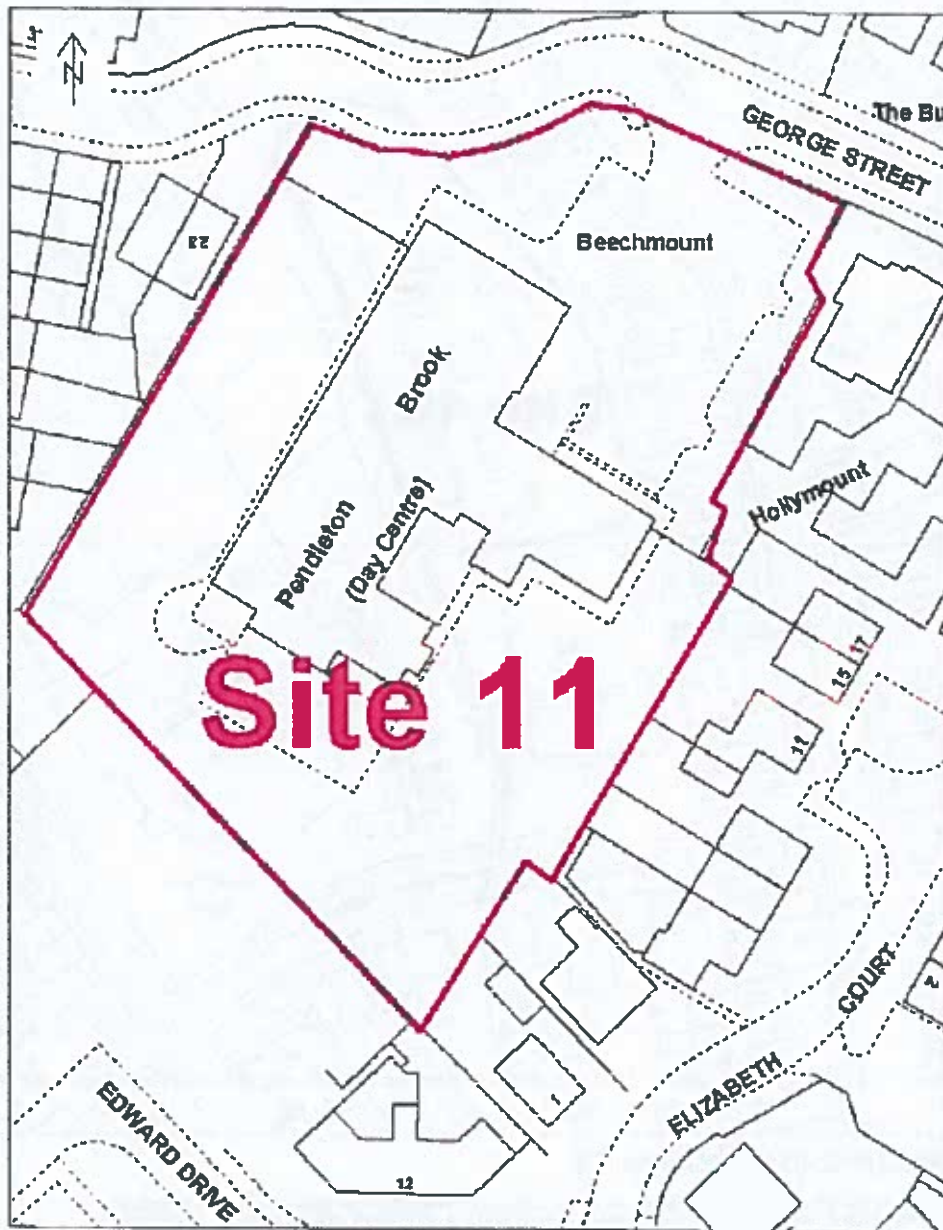 N
GEORGE STREET
The Bu
Beechmount
23
Brook
Pendleton
(Day Centre)
Hollymount
Site 11
17
15
11
COURT
2
ELIZABETH
1
EDWARD DRIVE
12